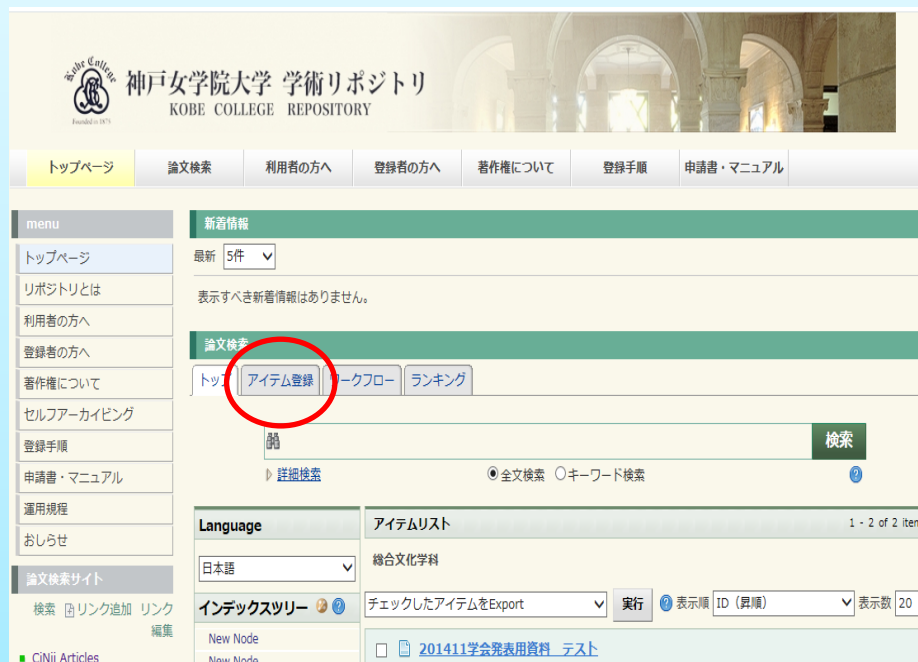 Kobe College
Founded in 1875
神戸女学院大学 学術リポジトリ
KOBE COLLEGE REPOSITORY
トップページ 論文検索 利用者の方へ 登録者の方へ 著作権について 登録手順 申請書・マニュアル
menu
トップページ
リポジトリとは
利用者の方へ
登録者の方へ
著作権について
セルフアーカイビング
登録手順
申請書・マニュアル
運用規程
おしらせ
論文検索サイト
検索 リンク追加 リンク
編集
CiNii Articles
新着情報
最新 5件
表示すべき新着情報はありません。
論文検索
トップ アイテム登録 ワークフロー ランキング
検索
詳細検索 全文検索 キーワード検索
Language
日本語
インデックスツリー
New Node
New Node
アイテムリスト 1 - 2 of 2 item
総合文化学科
チェックしたアイテムをExport 実行 表示順 ID（昇順） 表示数 20
201411学会発表用資料 テスト